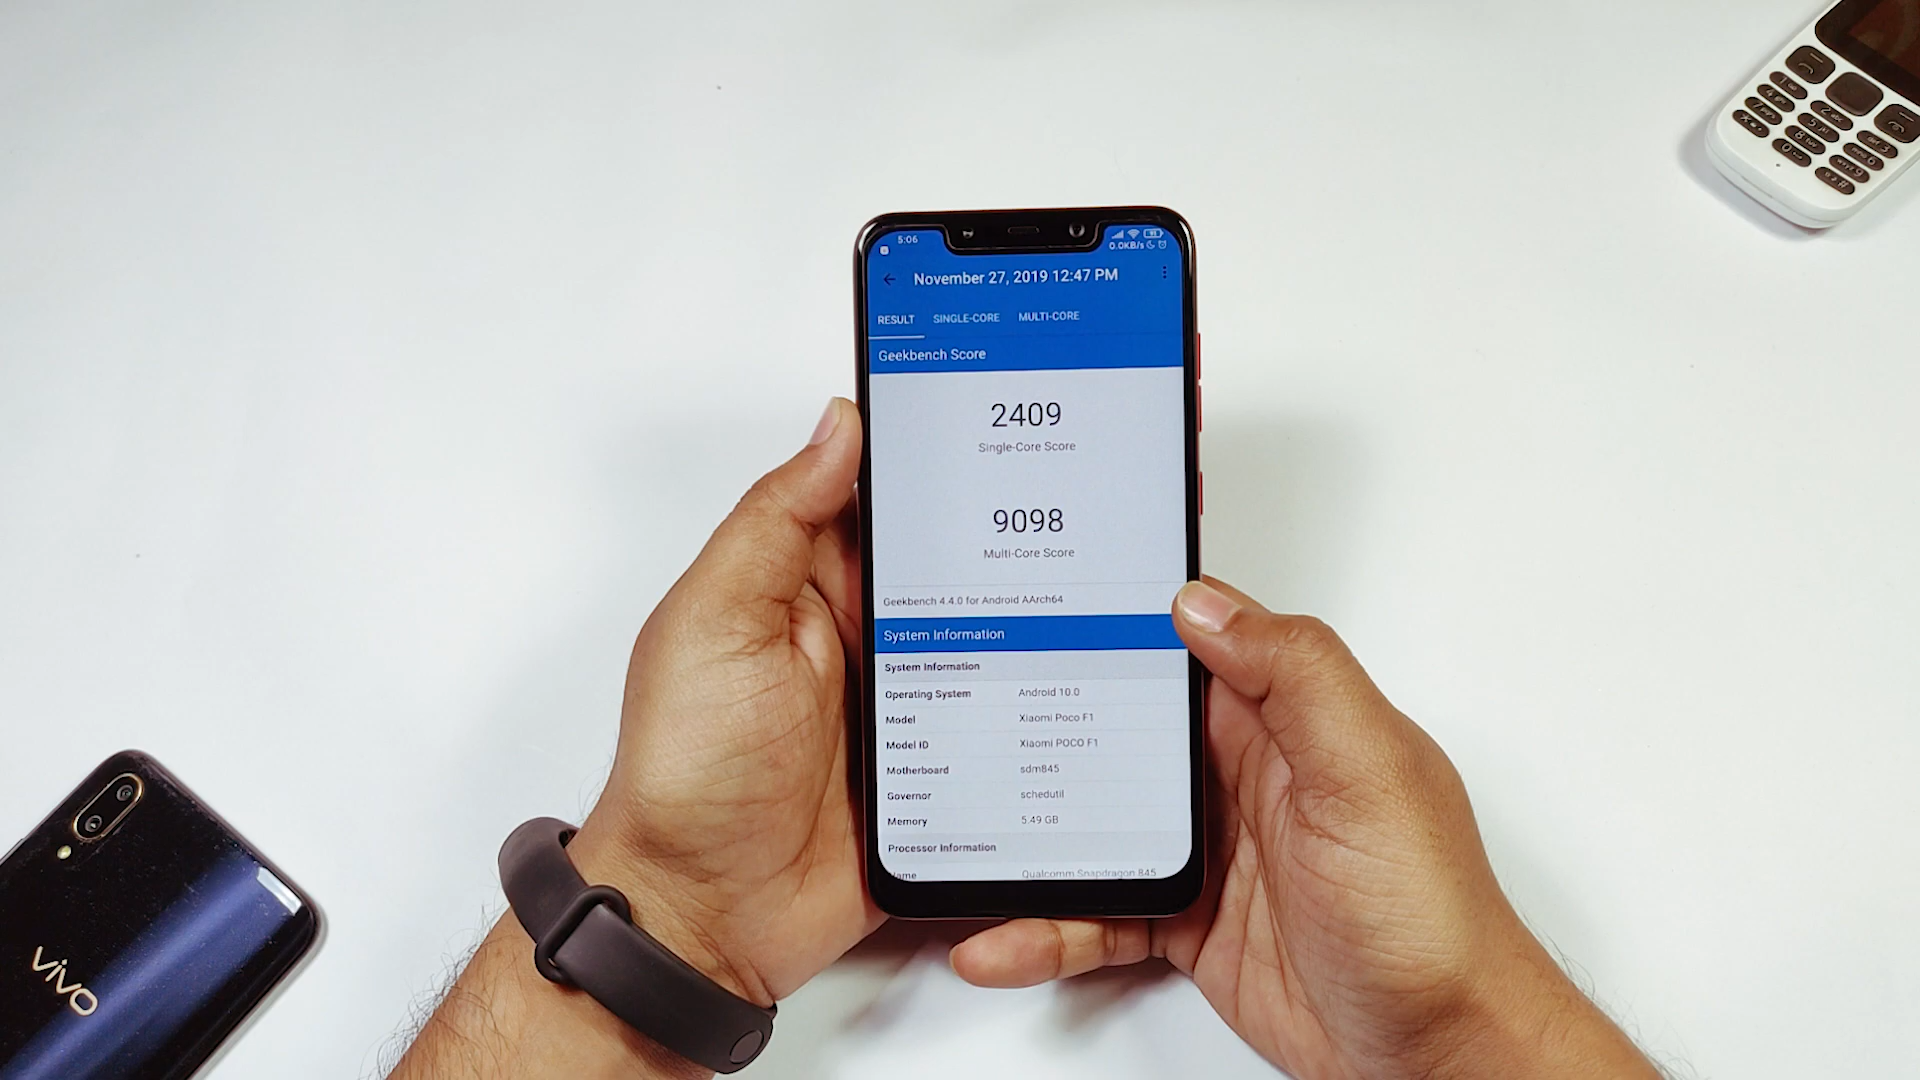 5:06
93
0.0KB/s
November 27, 2019 12:47 PM
RESULT SINGLE-CORE MULTI-CORE
Geekbench Score
2409
Single-Core Score
9098
Multi-Core Score
Geekbench 4.4.0 for Android AArch64
System Information
System Information
Operating System Android 10.0
Model Xiaomi Poco F1
Model ID Xiaomi POCO F1
Motherboard sdm845
Governor schedutil
Memory 5.49 GB
Processor Information
Name Qualcomm Snapdragon 845
vivo